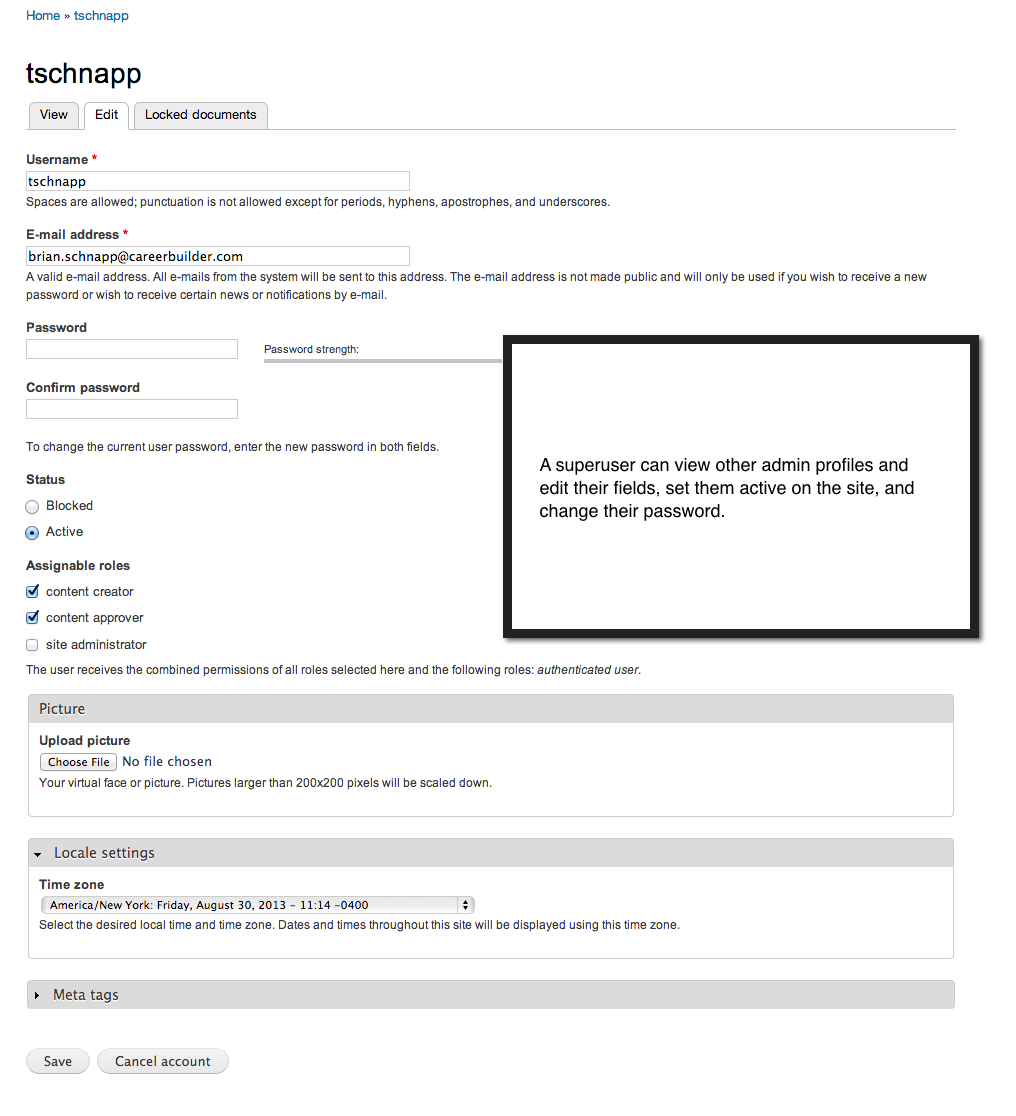 Home » tschnapp
tschnapp
View
Edit
Locked documents
Username *
tschnapp
Spaces are allowed; punctuation is not allowed except for periods, hyphens, apostrophes, and underscores.
E-mail address *
brian.schnapp@careerbuilder.com
A valid e-mail address. All e-mails from the system will be sent to this address. The e-mail address is not made public and will only be used if you wish to receive a new
password or wish to receive certain news or notifications by e-mail.
Password
Password strength:
Confirm password
To change the current user password, enter the new password in both fields.
A superuser can view other admin profiles and
edit their fields, set them active on the site, and
change their password.
Status
Blocked
Active
Assignable roles
content creator
content approver
site administrator
The user receives the combined permissions of all roles selected here and the following roles: authenticated user.
Picture
Upload picture
Choose File No file chosen
Your virtual face or picture. Pictures larger than 200x200 pixels will be scaled down.
Locale settings
Time zone
America/New York: Friday, August 30, 2013 - 11:14 -0400
Select the desired local time and time zone. Dates and times throughout this site will be displayed using this time zone.
Meta tags
Save
Cancel account